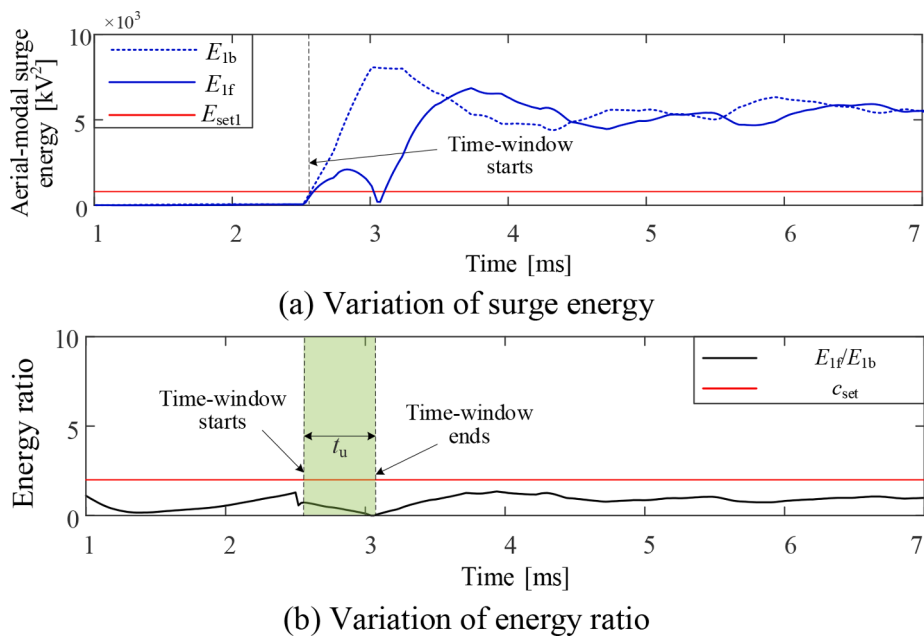 ×10³
10
5
0
Aerial-modal surge
energy [kV²]
E1b
E1f
Eset1
Time-window
starts
1 2 3 4 5 6 7
Time [ms]
(a) Variation of surge energy
10
5
0
Energy ratio
E1f/E1b
cset
Time-window
starts
tu
Time-window
ends
1 2 3 4 5 6 7
Time [ms]
(b) Variation of energy ratio